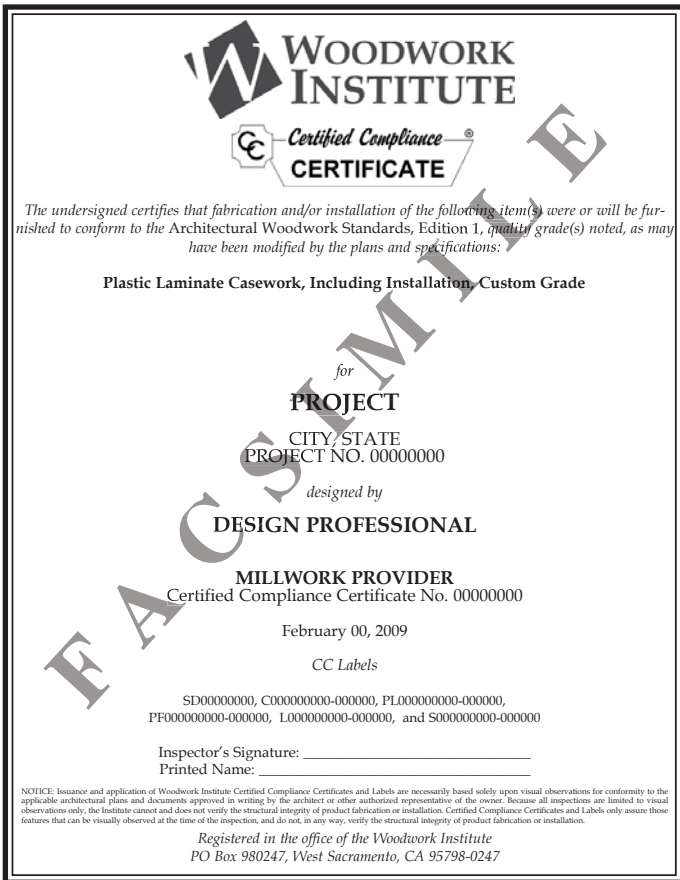 WOODWORK
INSTITUTE
CC Certified Compliance ®
CERTIFICATE
The undersigned certifies that fabrication and/or installation of the following item(s) were or will be fur-
nished to conform to the Architectural Woodwork Standards, Edition 1, quality grade(s) noted, as may
have been modified by the plans and specifications:
Plastic Laminate Casework, Including Installation, Custom Grade
for
PROJECT
CITY, STATE
PROJECT NO. 00000000
designed by
DESIGN PROFESSIONAL
MILLWORK PROVIDER
Certified Compliance Certificate No. 00000000
February 00, 2009
CC Labels
SD00000000, C000000000-000000, PL000000000-000000,
PF000000000-000000, L000000000-000000, and S000000000-000000
Inspector's Signature:
Printed Name:
NOTICE: Issuance and application of Woodwork Institute Certified Compliance Certificates and Labels are necessarily based solely upon visual observations for conformity to the
applicable architectural plans and documents approved in writing by the architect or other authorized representative of the owner. Because all inspections are limited to visual
observations only, the Institute cannot and does not verify the structural integrity of product fabrication or installation. Certified Compliance Certificates and Labels only assure those
features that can be visually observed at the time of the inspection, and do not, in any way, verify the structural integrity of product fabrication or installation.
Registered in the office of the Woodwork Institute
PO Box 980247, West Sacramento, CA 95798-0247
FACSIMILE